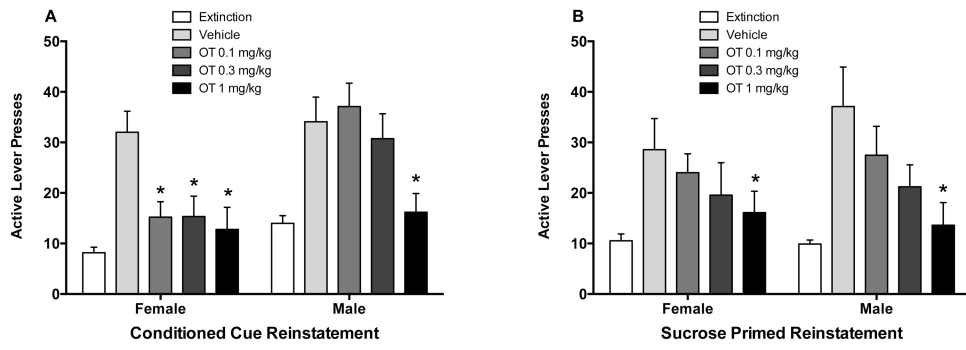 A
Extinction
Vehicle
OT 0.1 mg/kg
OT 0.3 mg/kg
OT 1 mg/kg
Active Lever Presses
50
40
30
20
10
0
*
*
*
*
Female
Male
Conditioned Cue Reinstatement
B
Extinction
Vehicle
OT 0.1 mg/kg
OT 0.3 mg/kg
OT 1 mg/kg
Active Lever Presses
50
40
30
20
10
0
*
*
Female
Male
Sucrose Primed Reinstatement